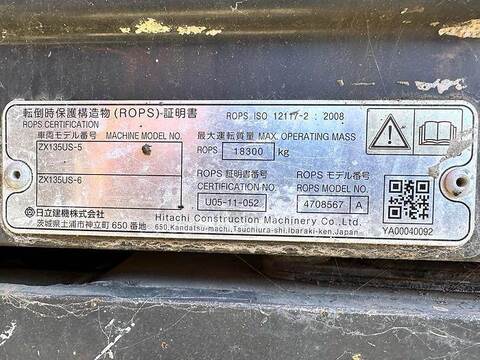 転倒時保護構造物 (ROPS)-証明書
ROPS CERTIFICATION
ROPS ISO 12117-2 : 2008
車両モデル番号 MACHINE MODEL NO.
ZX135US-5
ZX135US-6
最大運転質量 MAX. OPERATING MASS
ROPS 18300 kg
ROPS 証明書番号 ROPS モデル番号
ROPS CERTIFICATION NO. ROPS MODEL NO.
U05-11-052 4708567 A
日立建機株式会社 Hitachi Construction Machinery Co., Ltd.
茨城県土浦市神立町 650 番地 650, Kandatsu-machi, Tsuchiura-shi, Ibaraki-ken, Japan
YA00040092